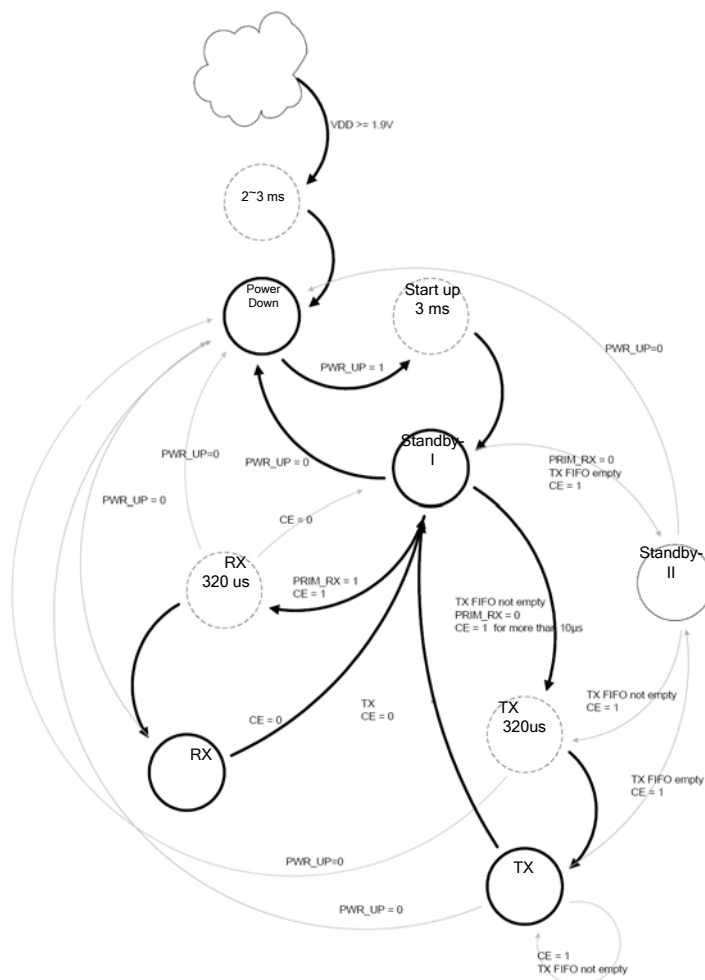 VDD >= 1.9V
2~3 ms
Power
Down
Start up
3 ms
PWR_UP=0
PWR_UP = 1
Standby-
I
PWR_UP=0
PWR_UP = 0
PRIM_RX = 0
TX FIFO empty
CE = 1
PWR_UP = 0
CE = 0
Standby-
II
RX
320 us
PRIM_RX = 1
CE = 1
TX FIFO not empty
PRIM_RX = 0
CE = 1 for more than 10µs
TX FIFO not empty
CE = 1
TX
CE = 0
TX
320us
CE = 0
RX
TX FIFO empty
CE = 1
PWR_UP=0
TX
PWR_UP = 0
CE = 1
TX FIFO not empty